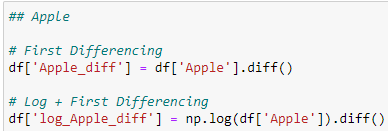 ## Apple
# First Differencing
df['Apple_diff'] = df['Apple'].diff()
# Log + First Differencing
df['log_Apple_diff'] = np.log(df['Apple']).diff()